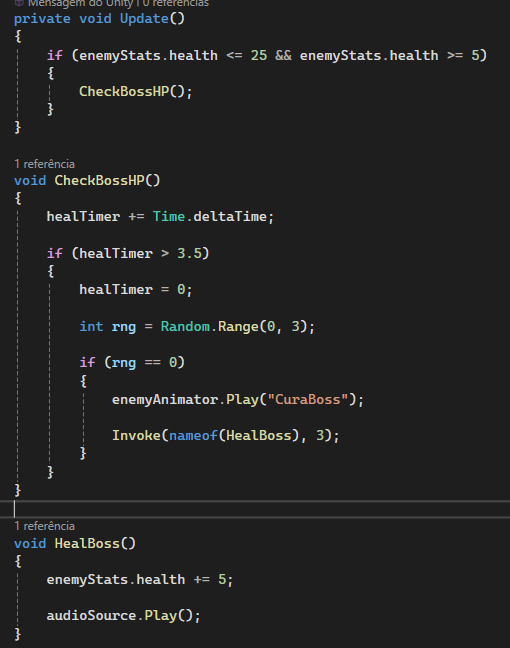 Mensagem do Unity | 0 referências
private void Update()
{
if (enemyStats.health <= 25 && enemyStats.health >= 5)
{
CheckBossHP();
}
}
1 referência
void CheckBossHP()
{
healTimer += Time.deltaTime;
if (healTimer > 3.5)
{
healTimer = 0;
int rng = Random.Range(0, 3);
if (rng == 0)
{
enemyAnimator.Play("CuraBoss");
Invoke(nameof(HealBoss), 3);
}
}
}
1 referência
void HealBoss()
{
enemyStats.health += 5;
audioSource.Play();
}